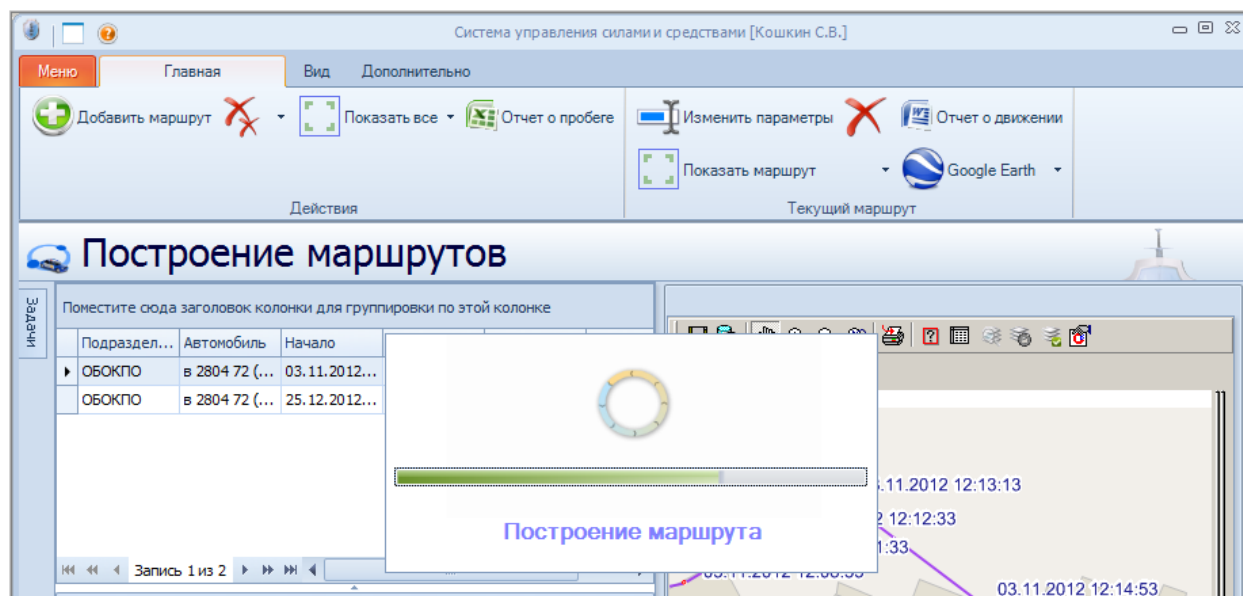 Система управления силами и средствами [Кошкин С.В.]
Меню Главная Вид Дополнительно
Добавить маршрут Показать все Отчет о пробеге Изменить параметры Отчет о движении
Показать маршрут Google Earth
Действия Текущий маршрут
Построение маршрутов
Задачи
Поместите сюда заголовок колонки для группировки по этой колонке
Подраздел... Автомобиль Начало
ОБОКПО в 2804 72 (... 03.11.2012...
ОБОКПО в 2804 72 (... 25.12.2012...
.11.2012 12:13:13
Построение маршрута
2 12:12:33
1:33
Запись 1 из 2
03.11.2012 12:14:53